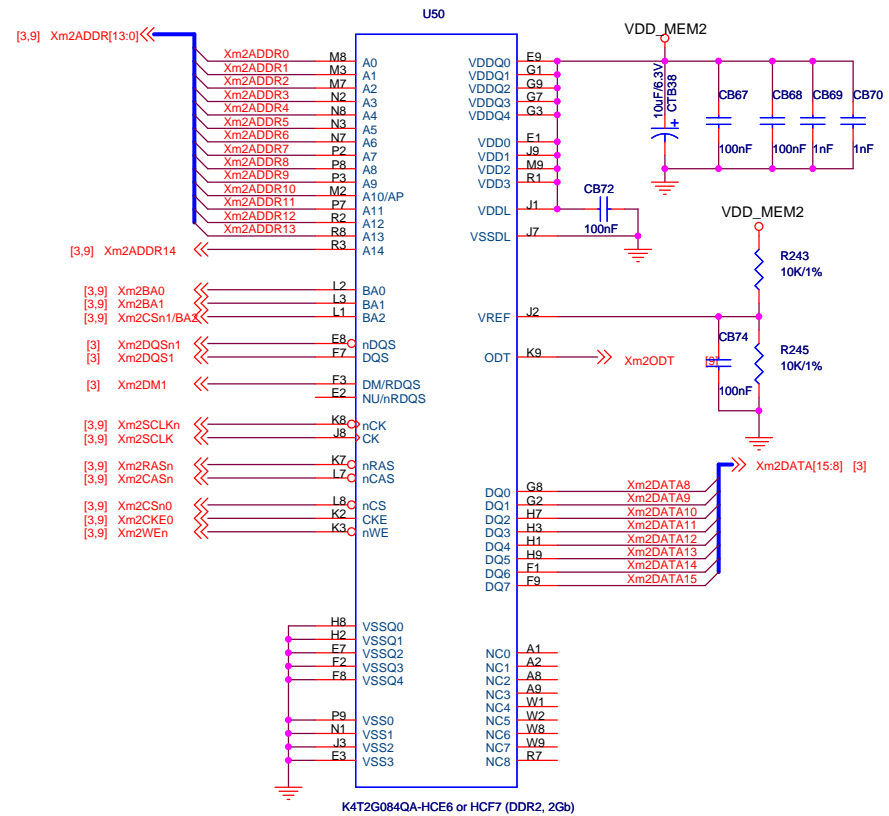 U50
[3,9] Xm2ADDR[13:0]
VDD_MEM2
Xm2ADDR0 M8 A0
Xm2ADDR1 M3 A1
Xm2ADDR2 M7 A2
Xm2ADDR3 N2 A3
Xm2ADDR4 N8 A4
Xm2ADDR5 N3 A5
Xm2ADDR6 N7 A6
Xm2ADDR7 P2 A7
Xm2ADDR8 P8 A8
Xm2ADDR9 P3 A9
Xm2ADDR10 M2 A10/AP
Xm2ADDR11 P7 A11
Xm2ADDR12 R2 A12
Xm2ADDR13 R8 A13
[3,9] Xm2ADDR14 R3 A14
[3,9] Xm2BA0 L2 BA0
[3,9] Xm2BA1 L3 BA1
[3,9] Xm2CSn1/BA2 L1 BA2
[3] Xm2DQSn1 E8 nDQS
[3] Xm2DQS1 F7 DQS
[3] Xm2DM1 F3 DM/RDQS
E2 NU/nRDQS
[3,9] Xm2SCLKn K8 nCK
[3,9] Xm2SCLK J8 CK
[3,9] Xm2RASn K7 nRAS
[3,9] Xm2CASn L7 nCAS
[3,9] Xm2CSn0 L8 nCS
[3,9] Xm2CKE0 K2 CKE
[3,9] Xm2WEn K3 nWE
H8 VSSQ0
H2 VSSQ1
E7 VSSQ2
F2 VSSQ3
F8 VSSQ4
P9 VSS0
N1 VSS1
J3 VSS2
E3 VSS3
VDDQ0 E9
VDDQ1 G1
VDDQ2 G9
VDDQ3 G7
VDDQ4 G3
VDD0 E1
VDD1 J9
VDD2 M9
VDD3 R1
VDDL J1
VSSDL J7
10uF/6.3V
CTB38
+
CB67 CB68 CB69 CB70
100nF 100nF 1nF 1nF
CB72
100nF
VDD_MEM2
R243
10K/1%
VREF J2
CB74
100nF
R245
10K/1%
ODT K9 Xm2ODT [9]
Xm2DATA[15:8] [3]
DQ0 G8 Xm2DATA8
DQ1 G2 Xm2DATA9
DQ2 H7 Xm2DATA10
DQ3 H3 Xm2DATA11
DQ4 H1 Xm2DATA12
DQ5 H9 Xm2DATA13
DQ6 F1 Xm2DATA14
DQ7 F9 Xm2DATA15
NC0 A1
NC1 A2
NC2 A8
NC3 A9
NC4 W1
NC5 W2
NC6 W8
NC7 W9
NC8 R7
K4T2G084QA-HCE6 or HCF7 (DDR2, 2Gb)